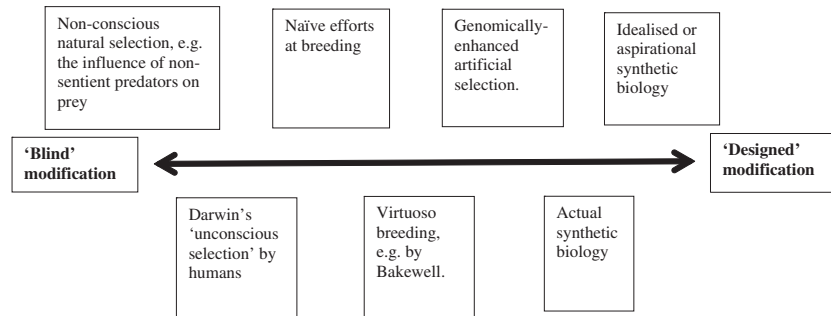 Non-conscious
natural selection, e.g.
the influence of non-
sentient predators on
prey
Naïve efforts
at breeding
Genomically-
enhanced
artificial
selection.
Idealised or
aspirational
synthetic
biology
‘Blind’
modification
‘Designed’
modification
Darwin’s
‘unconscious
selection’ by
humans
Virtuoso
breeding,
e.g. by
Bakewell.
Actual
synthetic
biology